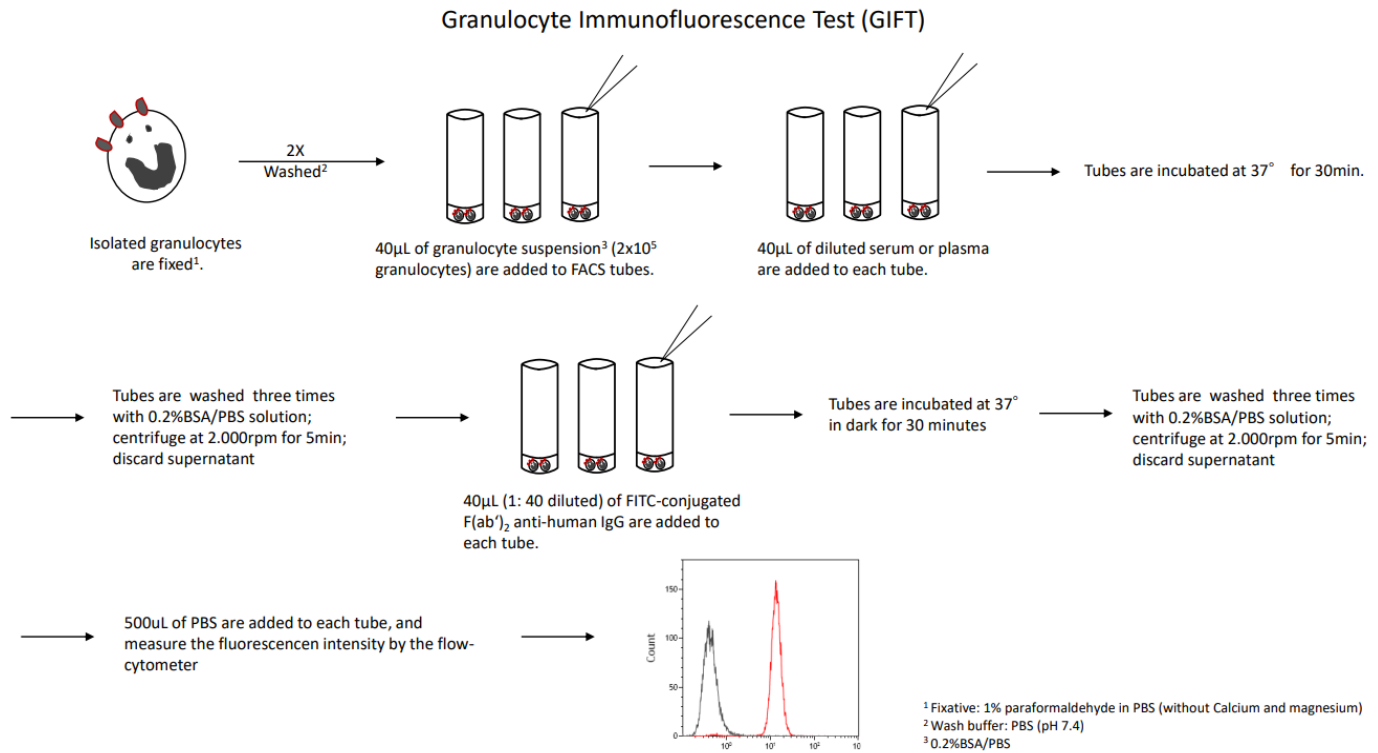 Granulocyte Immunofluorescence Test (GIFT)
2X
Washed²
Isolated granulocytes
are fixed¹.
40µL of granulocyte suspension³ (2x10⁵
granulocytes) are added to FACS tubes.
40µL of diluted serum or plasma
are added to each tube.
Tubes are incubated at 37° for 30min.
Tubes are washed three times
with 0.2%BSA/PBS solution;
centrifuge at 2.000rpm for 5min;
discard supernatant
40µL (1: 40 diluted) of FITC-conjugated
F(ab‘)₂ anti-human IgG are added to
each tube.
Tubes are incubated at 37°
in dark for 30 minutes
Tubes are washed three times
with 0.2%BSA/PBS solution;
centrifuge at 2.000rpm for 5min;
discard supernatant
500uL of PBS are added to each tube, and
measure the fluorescencen intensity by the flow-
cytometer
Count
150
100
50
0
10⁰ 10¹ 10² 10
¹ Fixative: 1% paraformaldehyde in PBS (without Calcium and magnesium)
² Wash buffer: PBS (pH 7.4)
³ 0.2%BSA/PBS